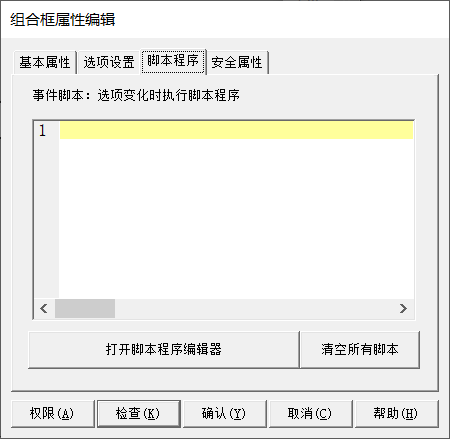 组合框属性编辑
基本属性 选项设置 脚本程序 安全属性
事件脚本：选项变化时执行脚本程序
1
打开脚本程序编辑器 清空所有脚本
权限(A) 检查(K) 确认(Y) 取消(C) 帮助(H)